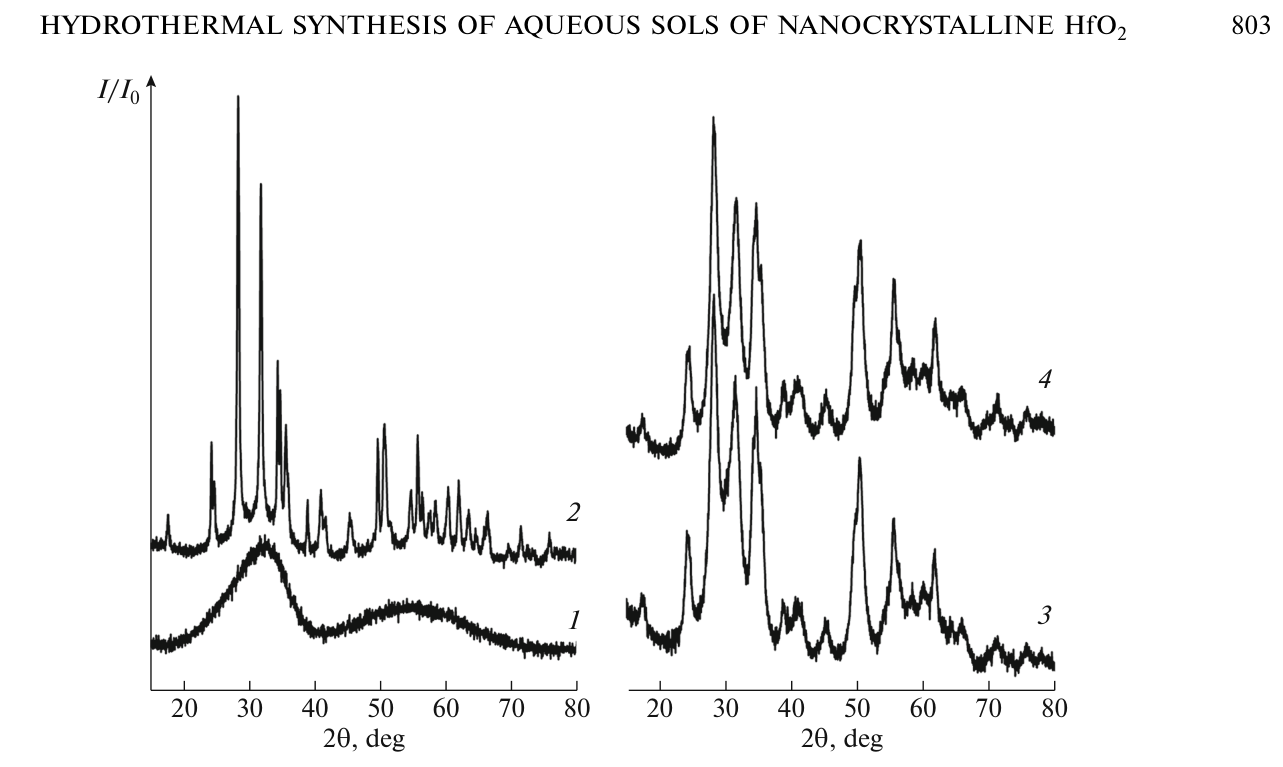 HYDROTHERMAL SYNTHESIS OF AQUEOUS SOLS OF NANOCRYSTALLINE HfO₂ 803
I/I₀
4
2
1
3
20 30 40 50 60 70 80
20 30 40 50 60 70 80
2θ, deg
2θ, deg